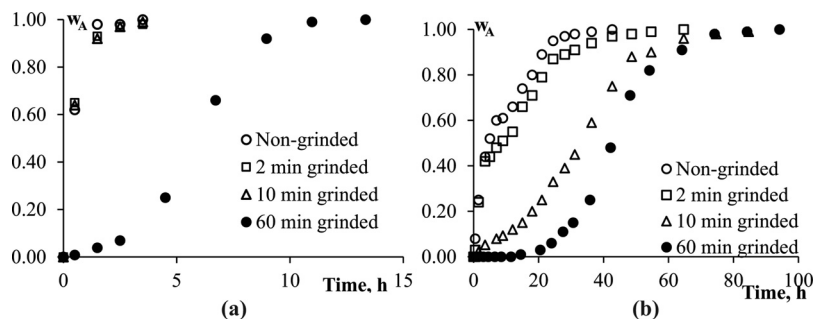 w_A
1.00
0.80
0.60
0.40
0.20
0.00
Non-grinded
2 min grinded
10 min grinded
60 min grinded
0
5
10
15
Time, h
(a)
w_A
1.00
0.80
0.60
0.40
0.20
0.00
Non-grinded
2 min grinded
10 min grinded
60 min grinded
0
20
40
60
80
100
Time, h
(b)